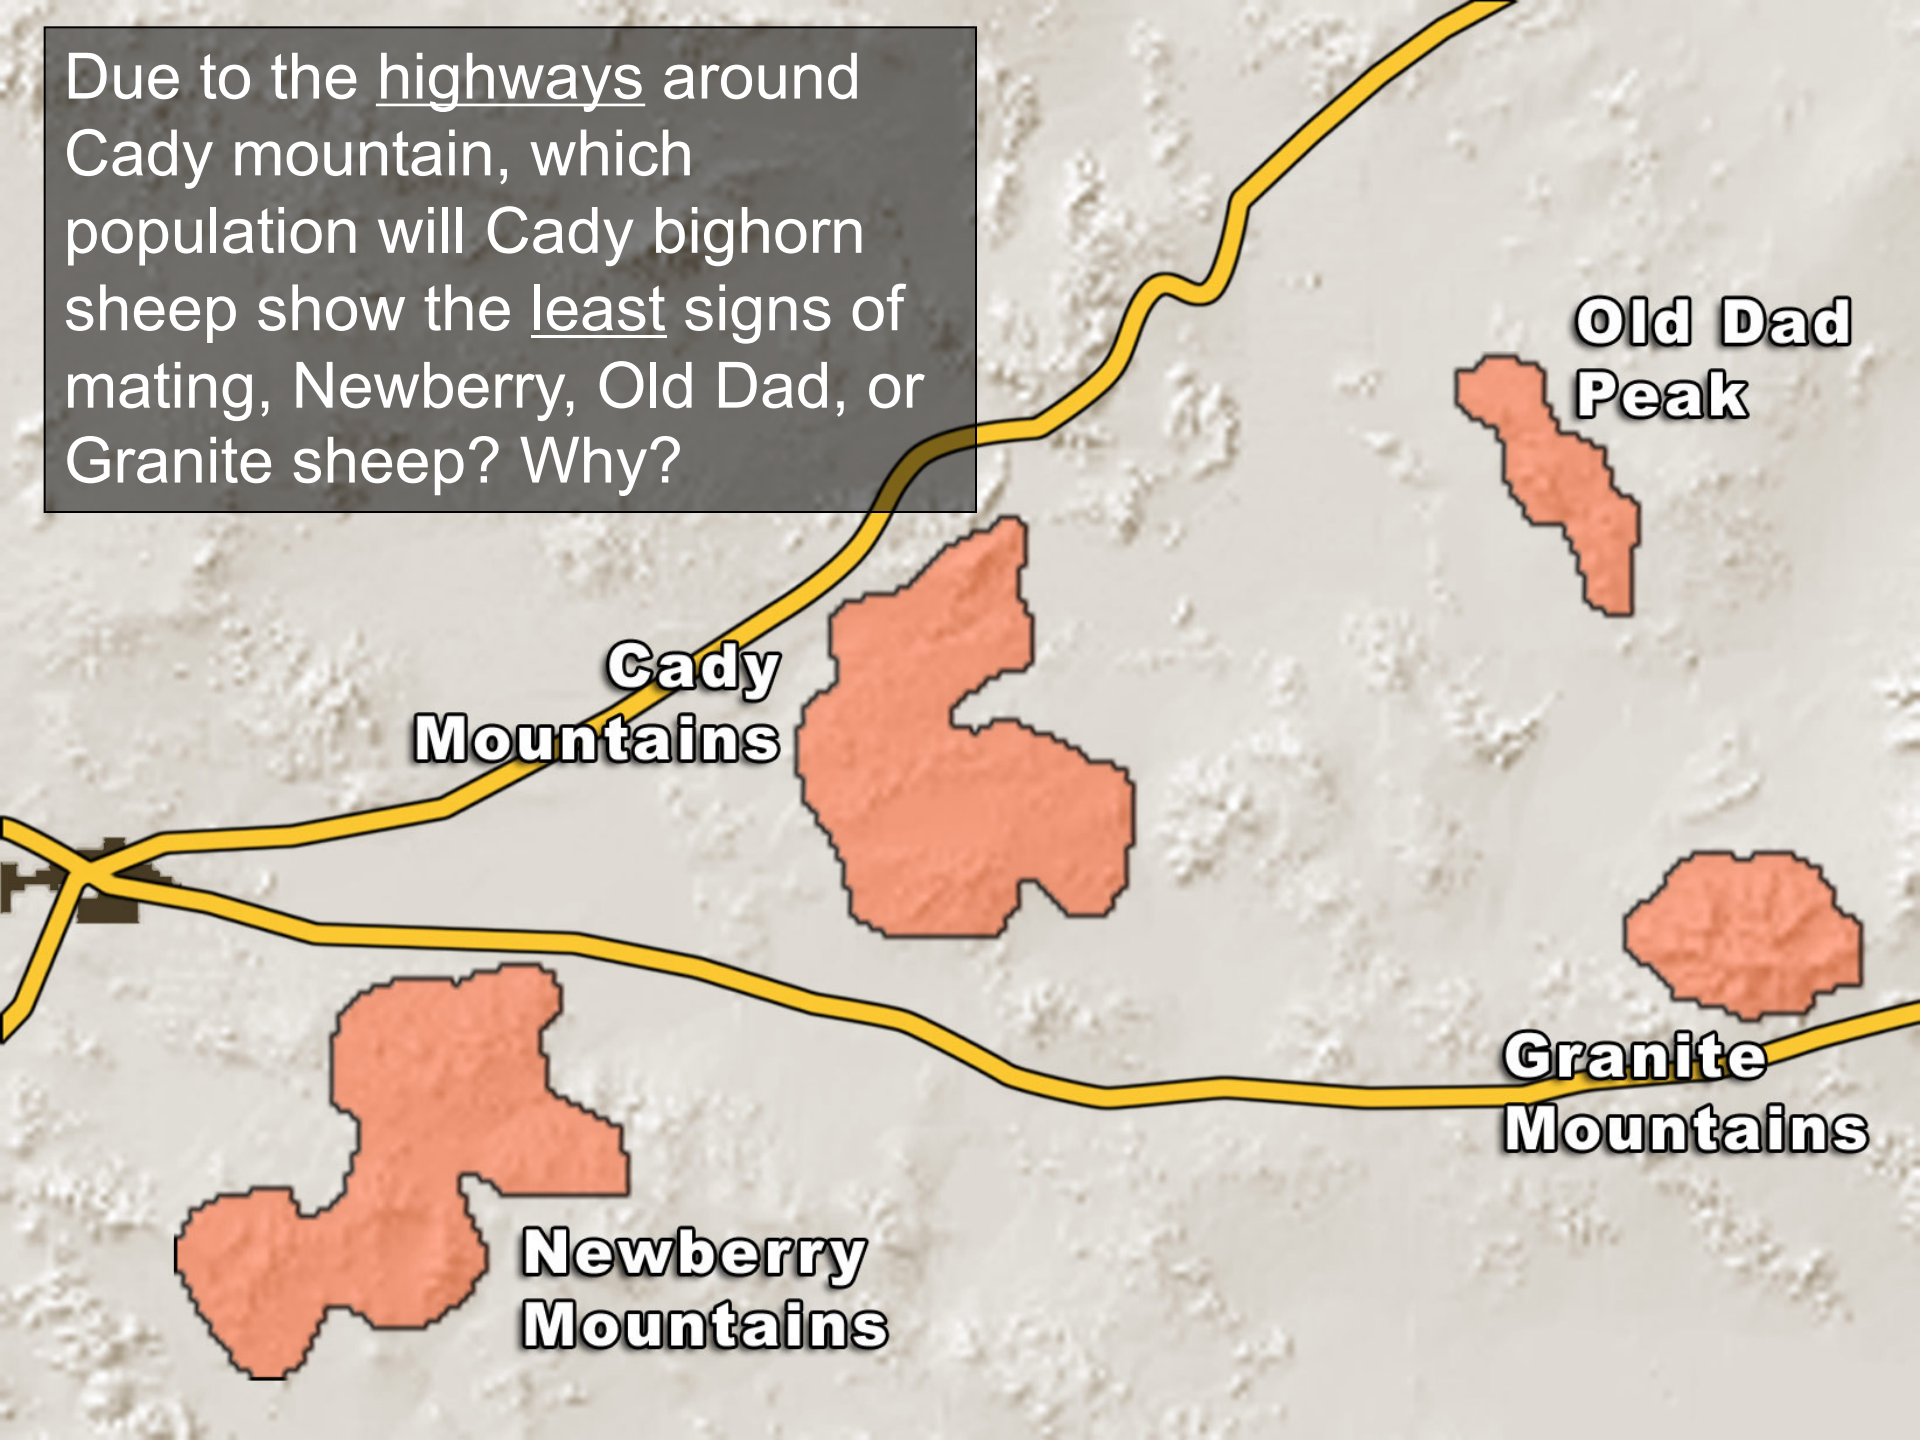 Due to the highways around
Cady mountain, which
population will Cady bighorn
sheep show the least signs of
mating, Newberry, Old Dad, or
Granite sheep? Why?
Old Dad
Peak
Cady
Mountains
Granite
Mountains
Newberry
Mountains